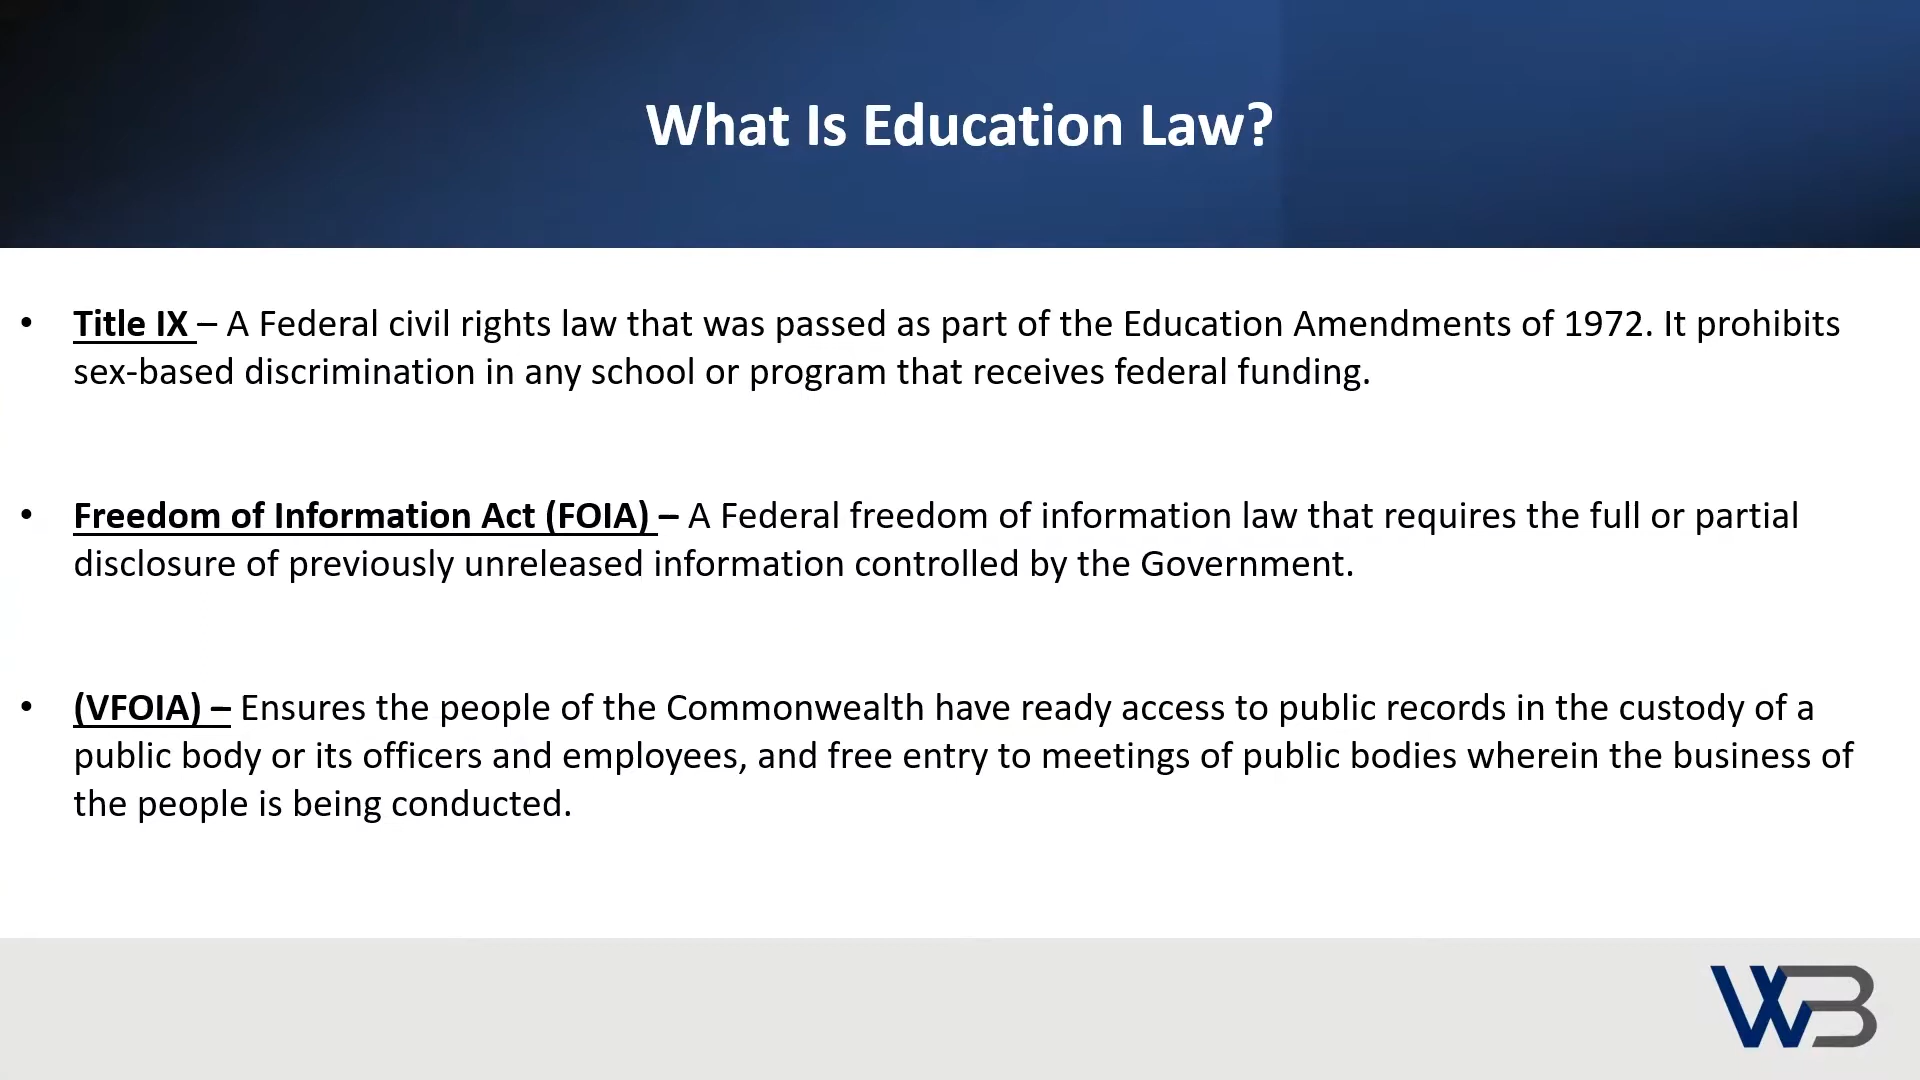 What Is Education Law?
• Title IX – A Federal civil rights law that was passed as part of the Education Amendments of 1972. It prohibits
sex-based discrimination in any school or program that receives federal funding.
• Freedom of Information Act (FOIA) – A Federal freedom of information law that requires the full or partial
disclosure of previously unreleased information controlled by the Government.
• (VFOIA) – Ensures the people of the Commonwealth have ready access to public records in the custody of a
public body or its officers and employees, and free entry to meetings of public bodies wherein the business of
the people is being conducted.
WB